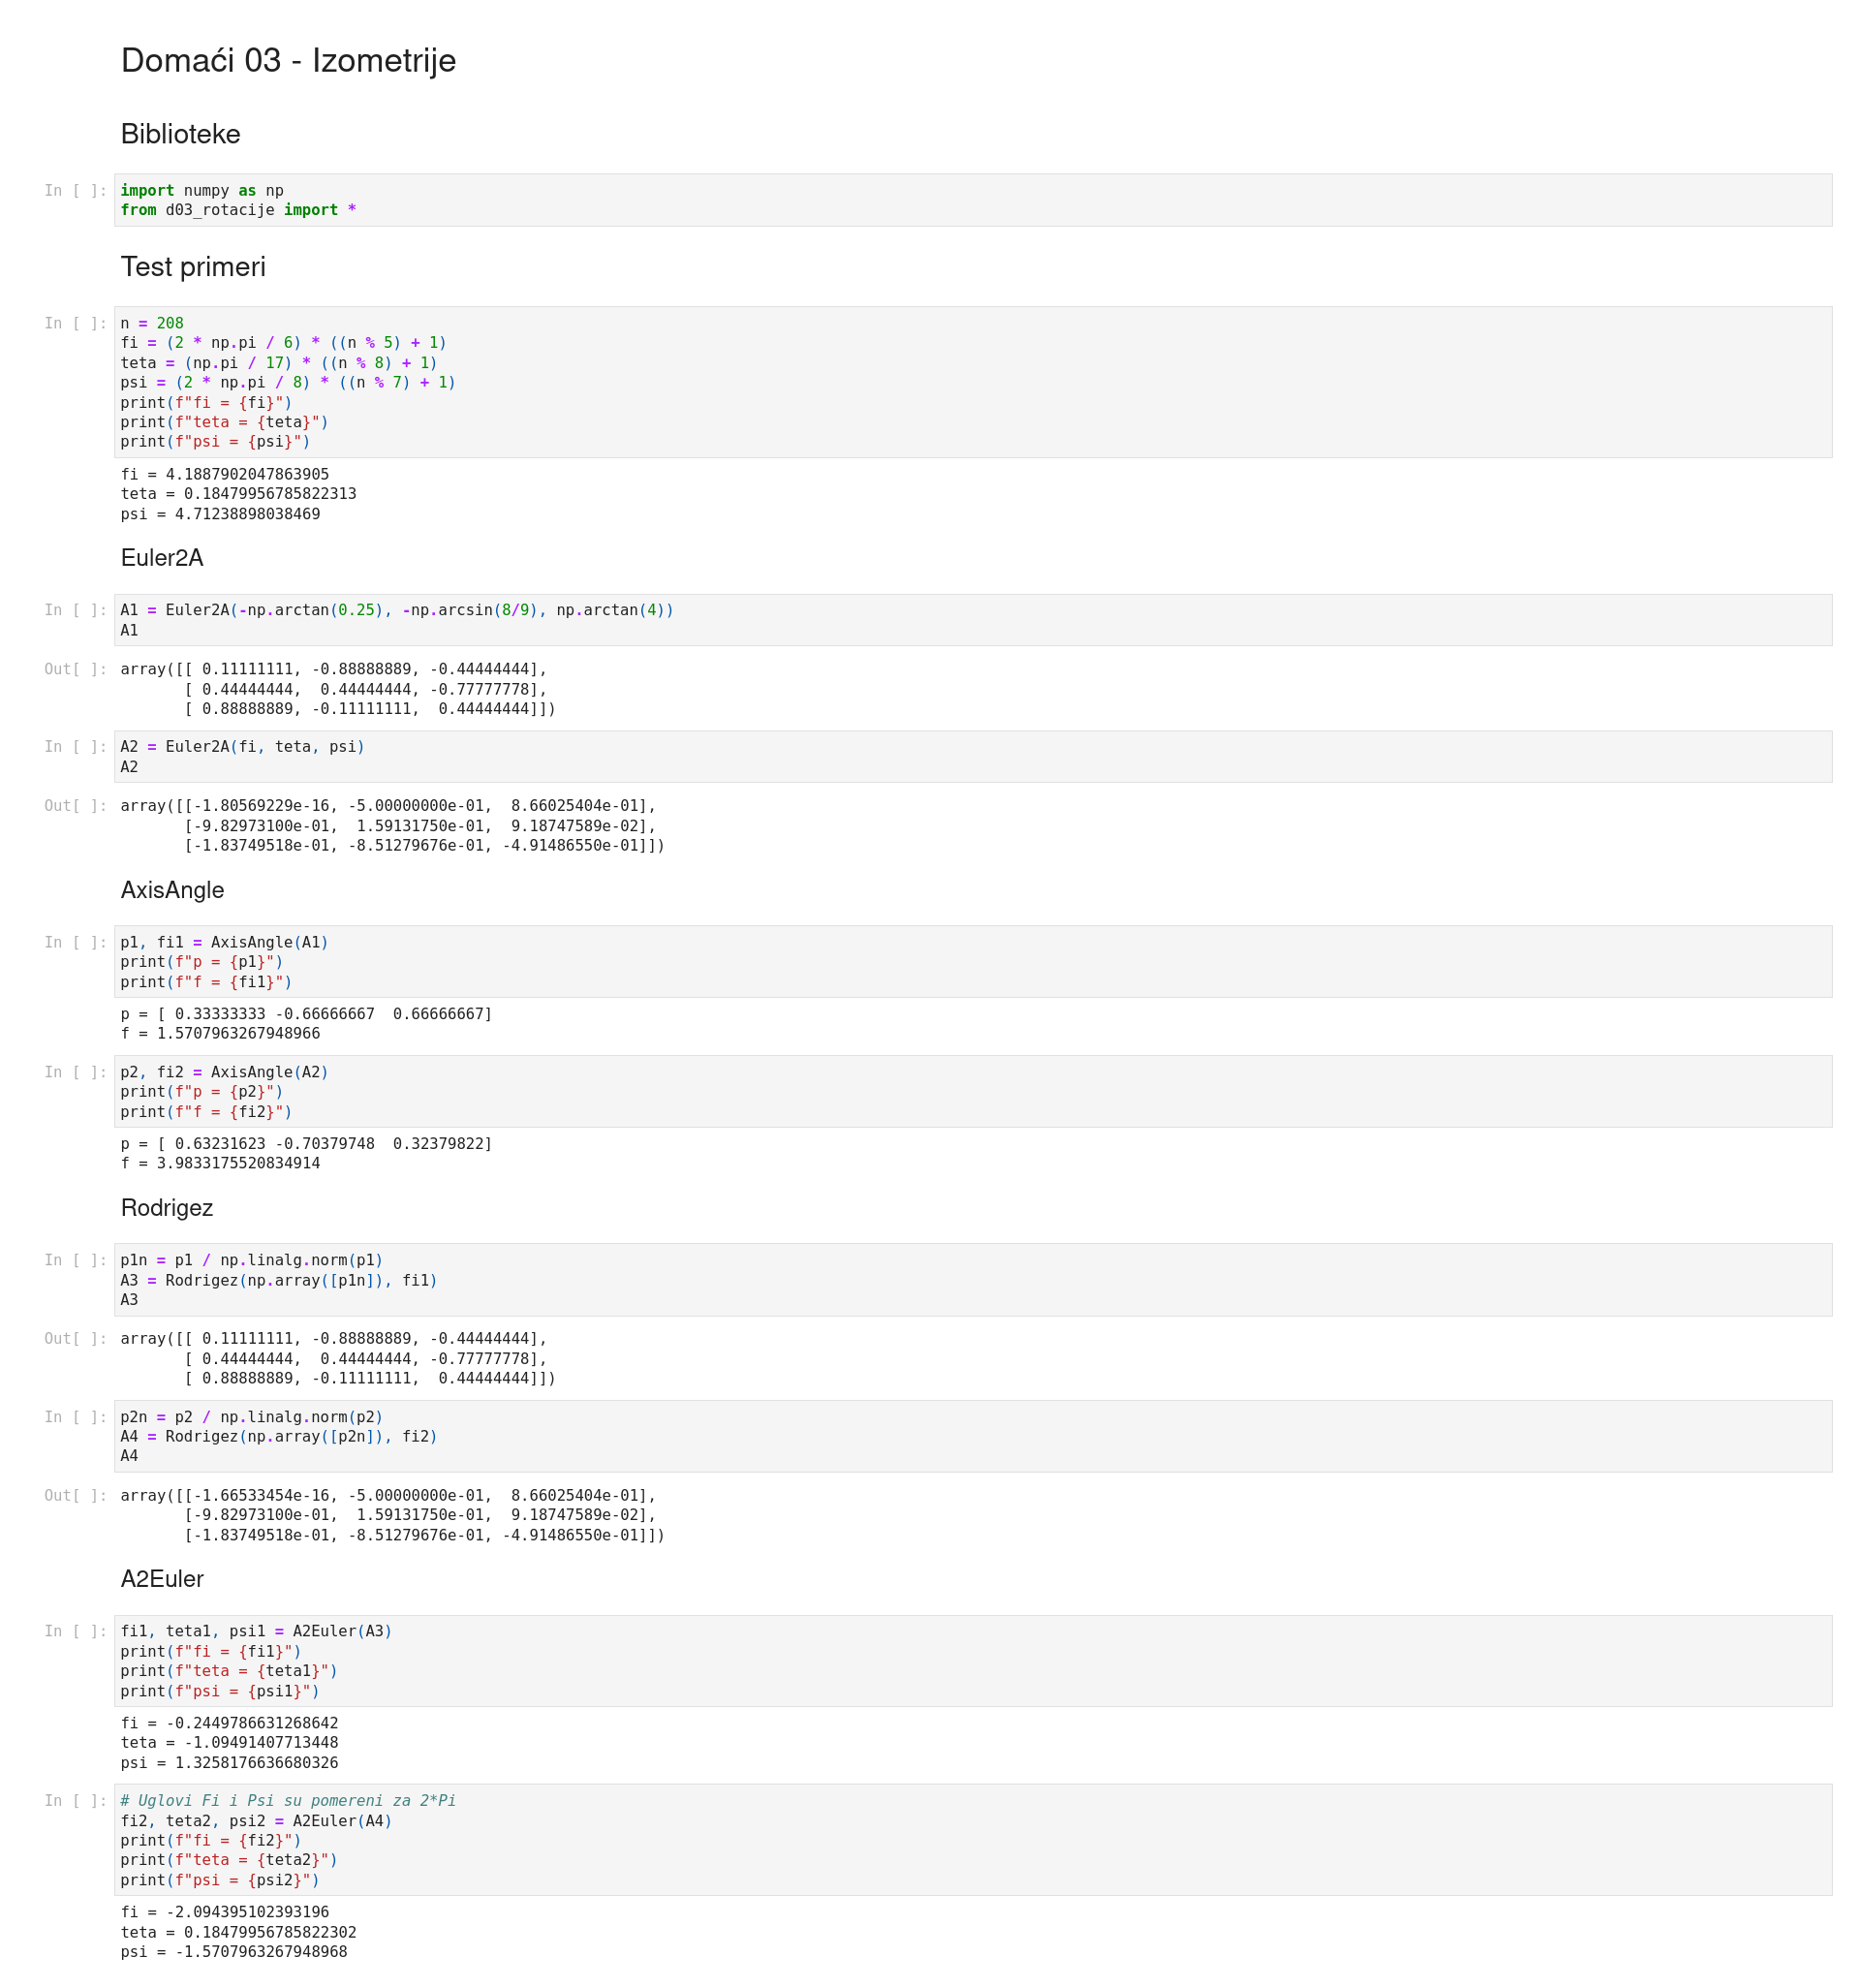 Domaći 03 - Izometrije
Biblioteke
In [ ]: import numpy as np
from d03_rotacije import *
Test primeri
In [ ]: n = 208
fi = (2 * np.pi / 6) * ((n % 5) + 1)
teta = (np.pi / 17) * ((n % 8) + 1)
psi = (2 * np.pi / 8) * ((n % 7) + 1)
print(f"fi = {fi}")
print(f"teta = {teta}")
print(f"psi = {psi}")
fi = 4.1887902047863905
teta = 0.18479956785822313
psi = 4.71238898038469
Euler2A
In [ ]: A1 = Euler2A(-np.arctan(0.25), -np.arcsin(8/9), np.arctan(4))
A1
Out[ ]: array([[ 0.11111111, -0.88888889, -0.44444444],
[ 0.44444444,  0.44444444, -0.77777778],
[ 0.88888889, -0.11111111,  0.44444444]])
In [ ]: A2 = Euler2A(fi, teta, psi)
A2
Out[ ]: array([[-1.80569229e-16, -5.00000000e-01,  8.66025404e-01],
[-9.82973100e-01,  1.59131750e-01,  9.18747589e-02],
[-1.83749518e-01, -8.51279676e-01, -4.91486550e-01]])
AxisAngle
In [ ]: p1, fi1 = AxisAngle(A1)
print(f"p = {p1}")
print(f"f = {fi1}")
p = [ 0.33333333 -0.66666667  0.66666667]
f = 1.5707963267948966
In [ ]: p2, fi2 = AxisAngle(A2)
print(f"p = {p2}")
print(f"f = {fi2}")
p = [ 0.63231623 -0.70379748  0.32379822]
f = 3.9833175520834914
Rodrigez
In [ ]: p1n = p1 / np.linalg.norm(p1)
A3 = Rodrigez(np.array([p1n]), fi1)
A3
Out[ ]: array([[ 0.11111111, -0.88888889, -0.44444444],
[ 0.44444444,  0.44444444, -0.77777778],
[ 0.88888889, -0.11111111,  0.44444444]])
In [ ]: p2n = p2 / np.linalg.norm(p2)
A4 = Rodrigez(np.array([p2n]), fi2)
A4
Out[ ]: array([[-1.66533454e-16, -5.00000000e-01,  8.66025404e-01],
[-9.82973100e-01,  1.59131750e-01,  9.18747589e-02],
[-1.83749518e-01, -8.51279676e-01, -4.91486550e-01]])
A2Euler
In [ ]: fi1, teta1, psi1 = A2Euler(A3)
print(f"fi = {fi1}")
print(f"teta = {teta1}")
print(f"psi = {psi1}")
fi = -0.2449786631268642
teta = -1.09491407713448
psi = 1.3258176636680326
In [ ]: # Uglovi Fi i Psi su pomereni za 2*Pi
fi2, teta2, psi2 = A2Euler(A4)
print(f"fi = {fi2}")
print(f"teta = {teta2}")
print(f"psi = {psi2}")
fi = -2.094395102393196
teta = 0.18479956785822302
psi = -1.5707963267948968